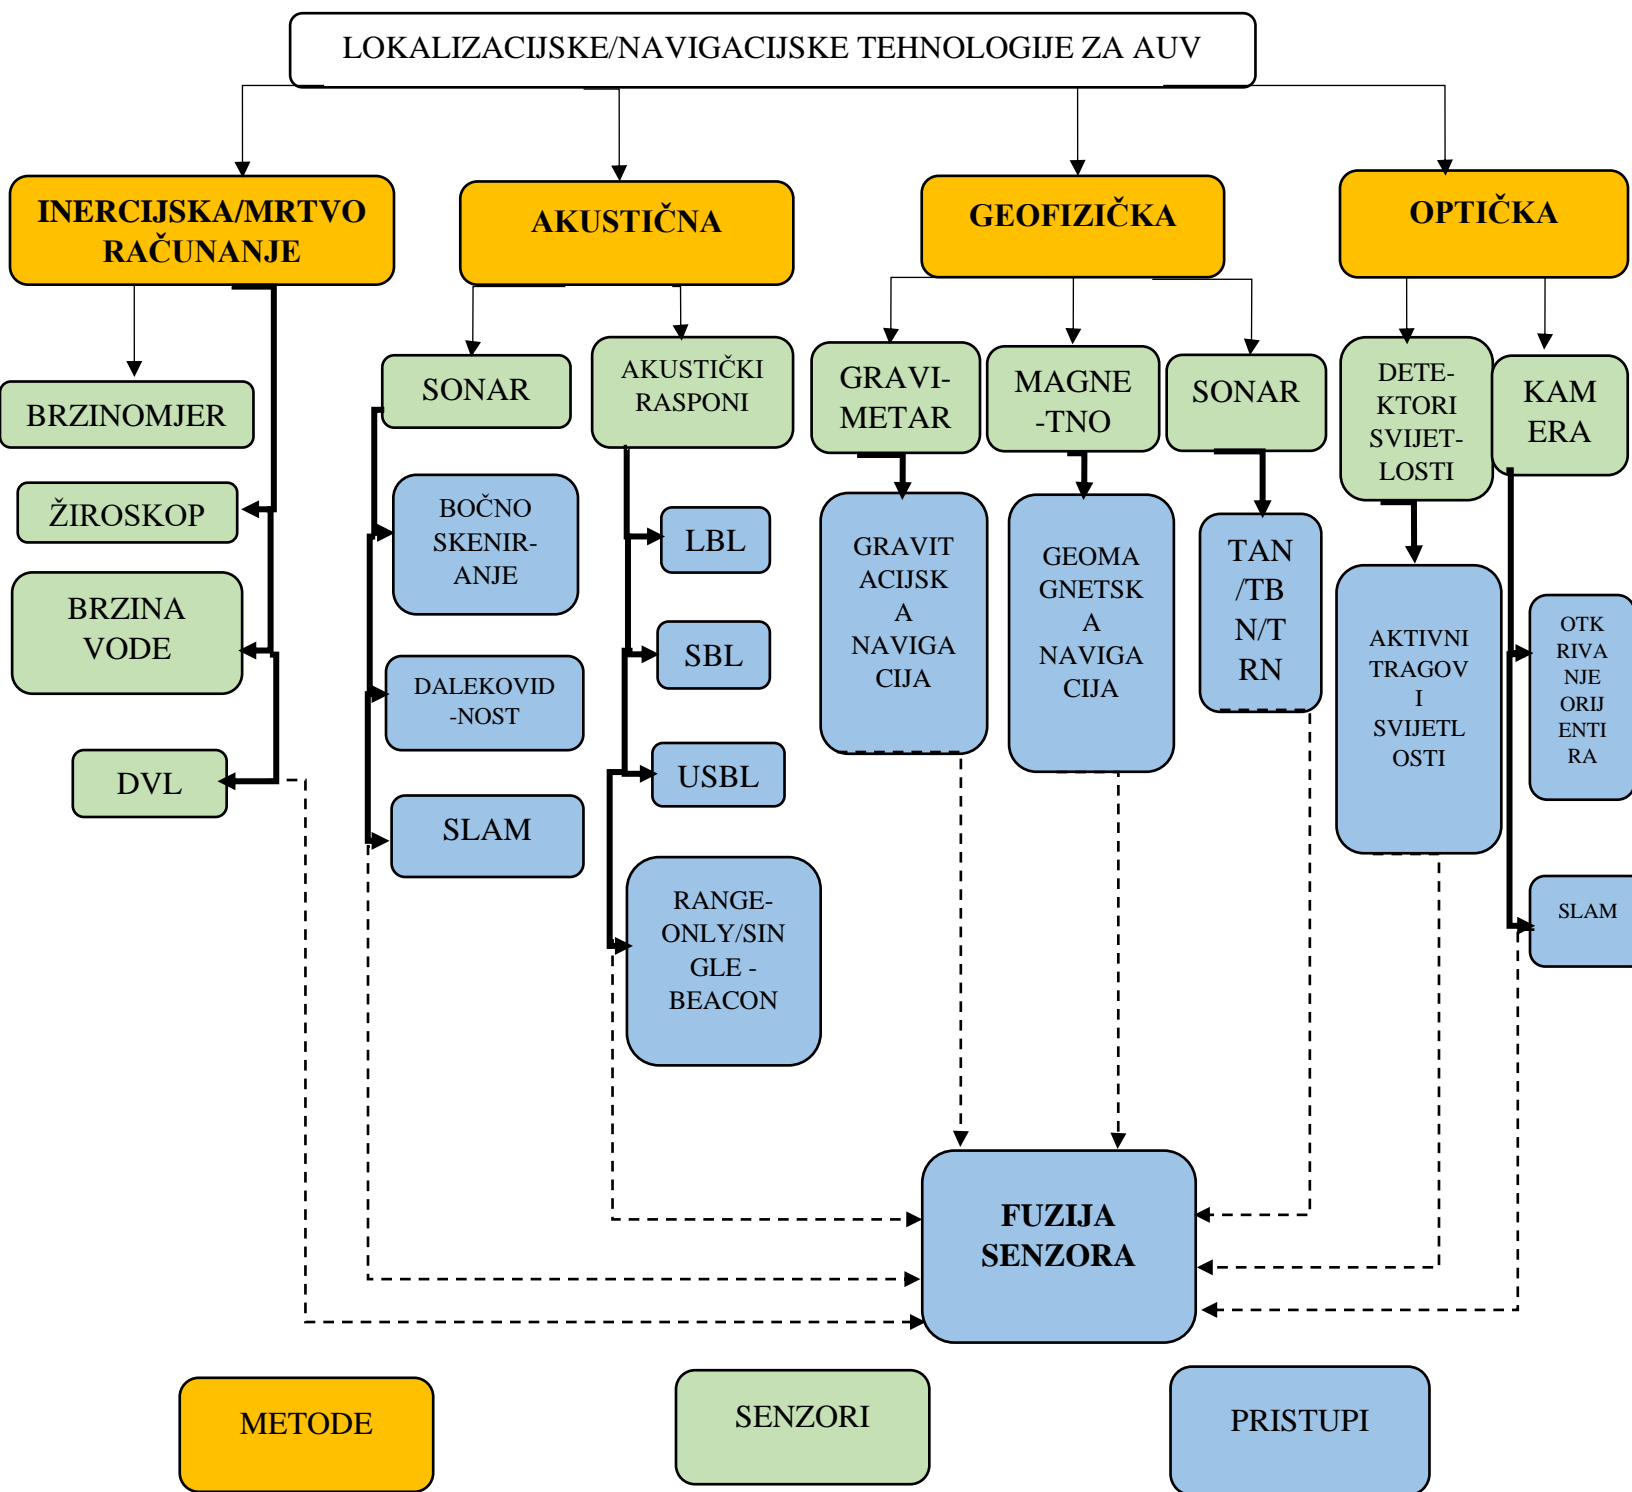 LOKALIZACIJSKE/NAVIGACIJSKE TEHNOLOGIJE ZA AUV
INERCIJSKA/MRTVO
RAČUNANJE
AKUSTIČNA
GEOFIZIČKA
OPTIČKA
BRZINOMJER
ŽIROSKOP
BRZINA
VODE
DVL
SONAR
BOČNO
SKENIR-
ANJE
DALEKOVID
-NOST
SLAM
AKUSTIČKI
RASPONI
LBL
SBL
USBL
RANGE-
ONLY/SIN
GLE -
BEACON
GRAVI-
METAR
GRAVIT
ACIJSK
A
NAVIGA
CIJA
MAGNE
-TNO
GEOMA
GNETSK
A
NAVIGA
CIJA
SONAR
TAN
/TB
N/T
RN
DETE-
KTORI
SVIJET-
LOSTI
AKTIVNI
TRAGOV
I
SVIJETL
OSTI
KAM
ERA
OTK
RIVA
NJE
ORIJ
ENTI
RA
SLAM
FUZIJA
SENZORA
METODE
SENZORI
PRISTUPI